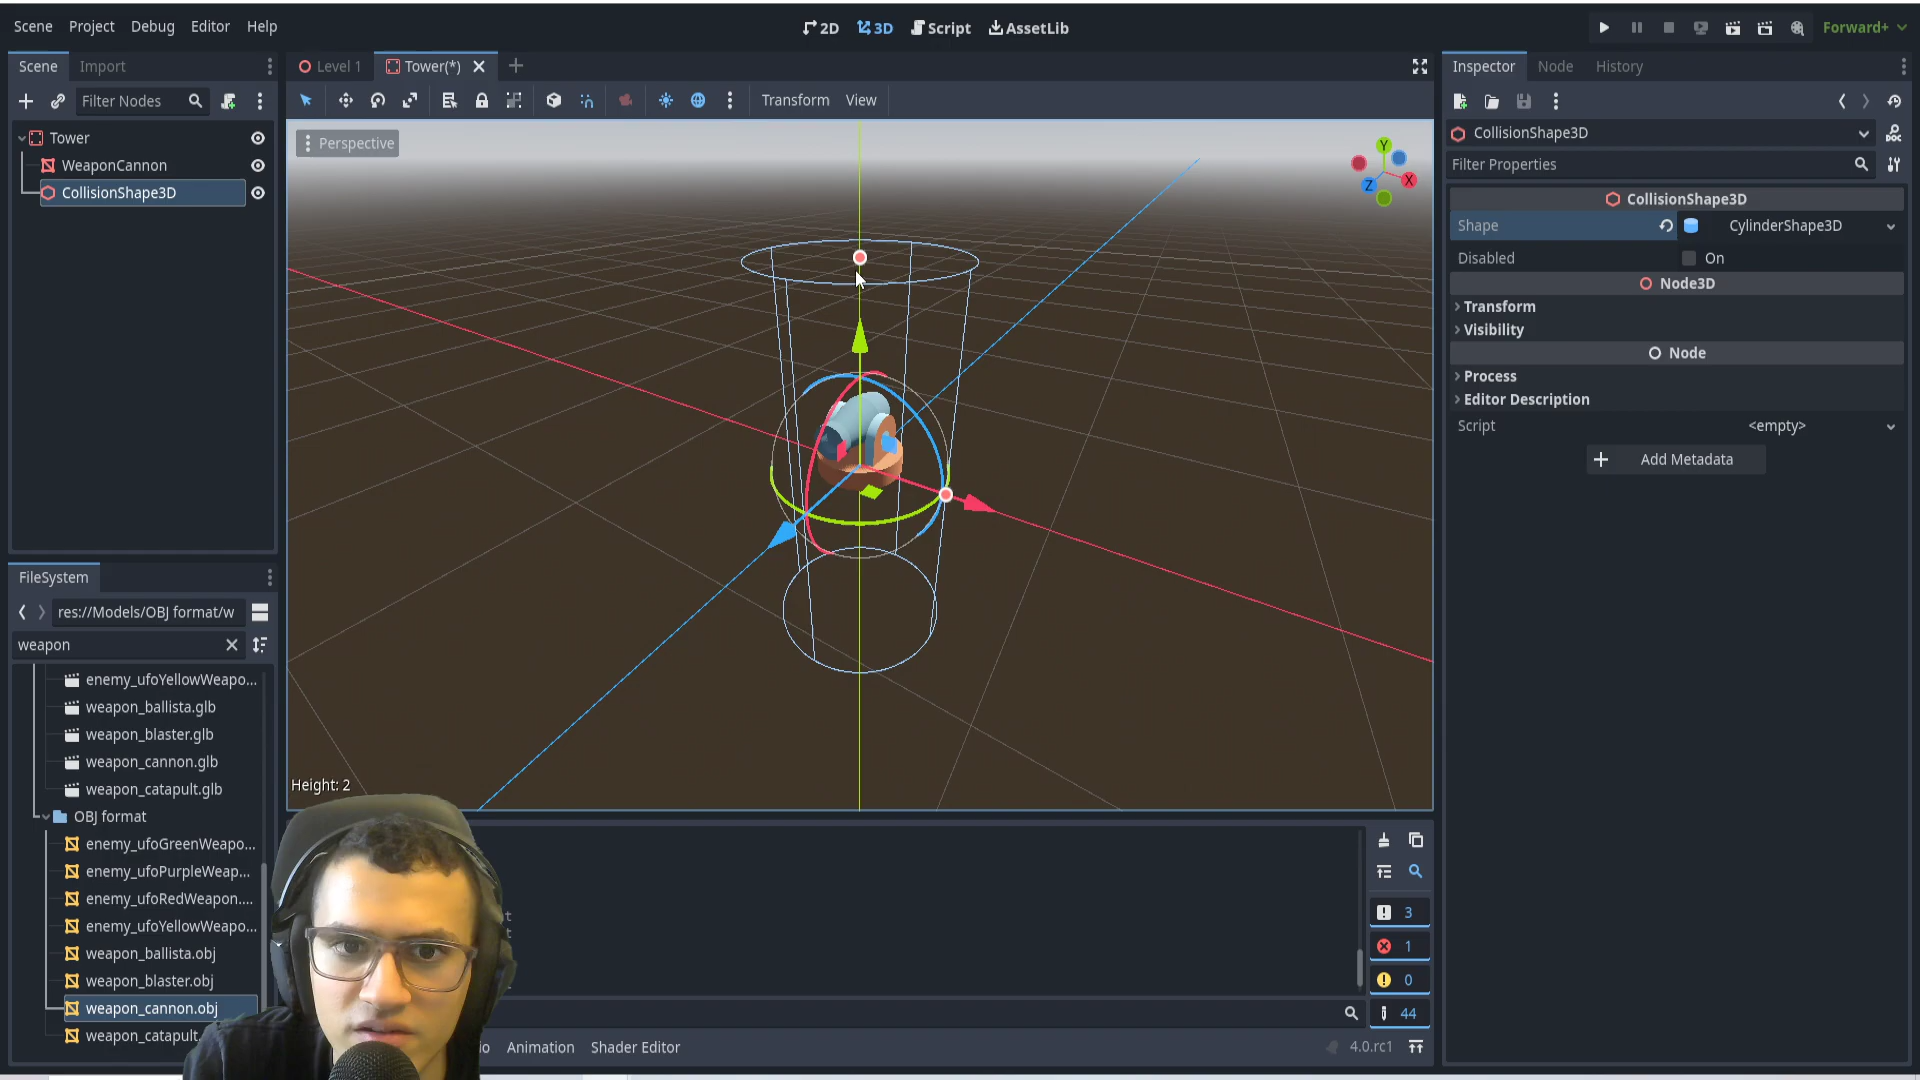 Scene
Project
Debug
Editor
Help
2D
3D
Script
AssetLib
Forward+
Scene
Import
Level 1
Tower(*)
Inspector
Node
History
Filter Nodes
Transform
View
CollisionShape3D
Tower
WeaponCannon
CollisionShape3D
Perspective
Y
X
Z
Filter Properties
CollisionShape3D
Shape
CylinderShape3D
Disabled
On
Node3D
Transform
Visibility
Node
Process
Editor Description
Script
<empty>
Add Metadata
FileSystem
res://Models/OBJ format/w
weapon
enemy_ufoYellowWeapo...
weapon_ballista.glb
weapon_blaster.glb
weapon_cannon.glb
weapon_catapult.glb
OBJ format
enemy_ufoGreenWeapo...
enemy_ufoPurpleWeap...
enemy_ufoRedWeapon....
enemy_ufoYellowWeapo...
weapon_ballista.obj
weapon_blaster.obj
weapon_cannon.obj
weapon_catapult.
Height: 2
3
1
0
44
Animation
Shader Editor
4.0.rc1